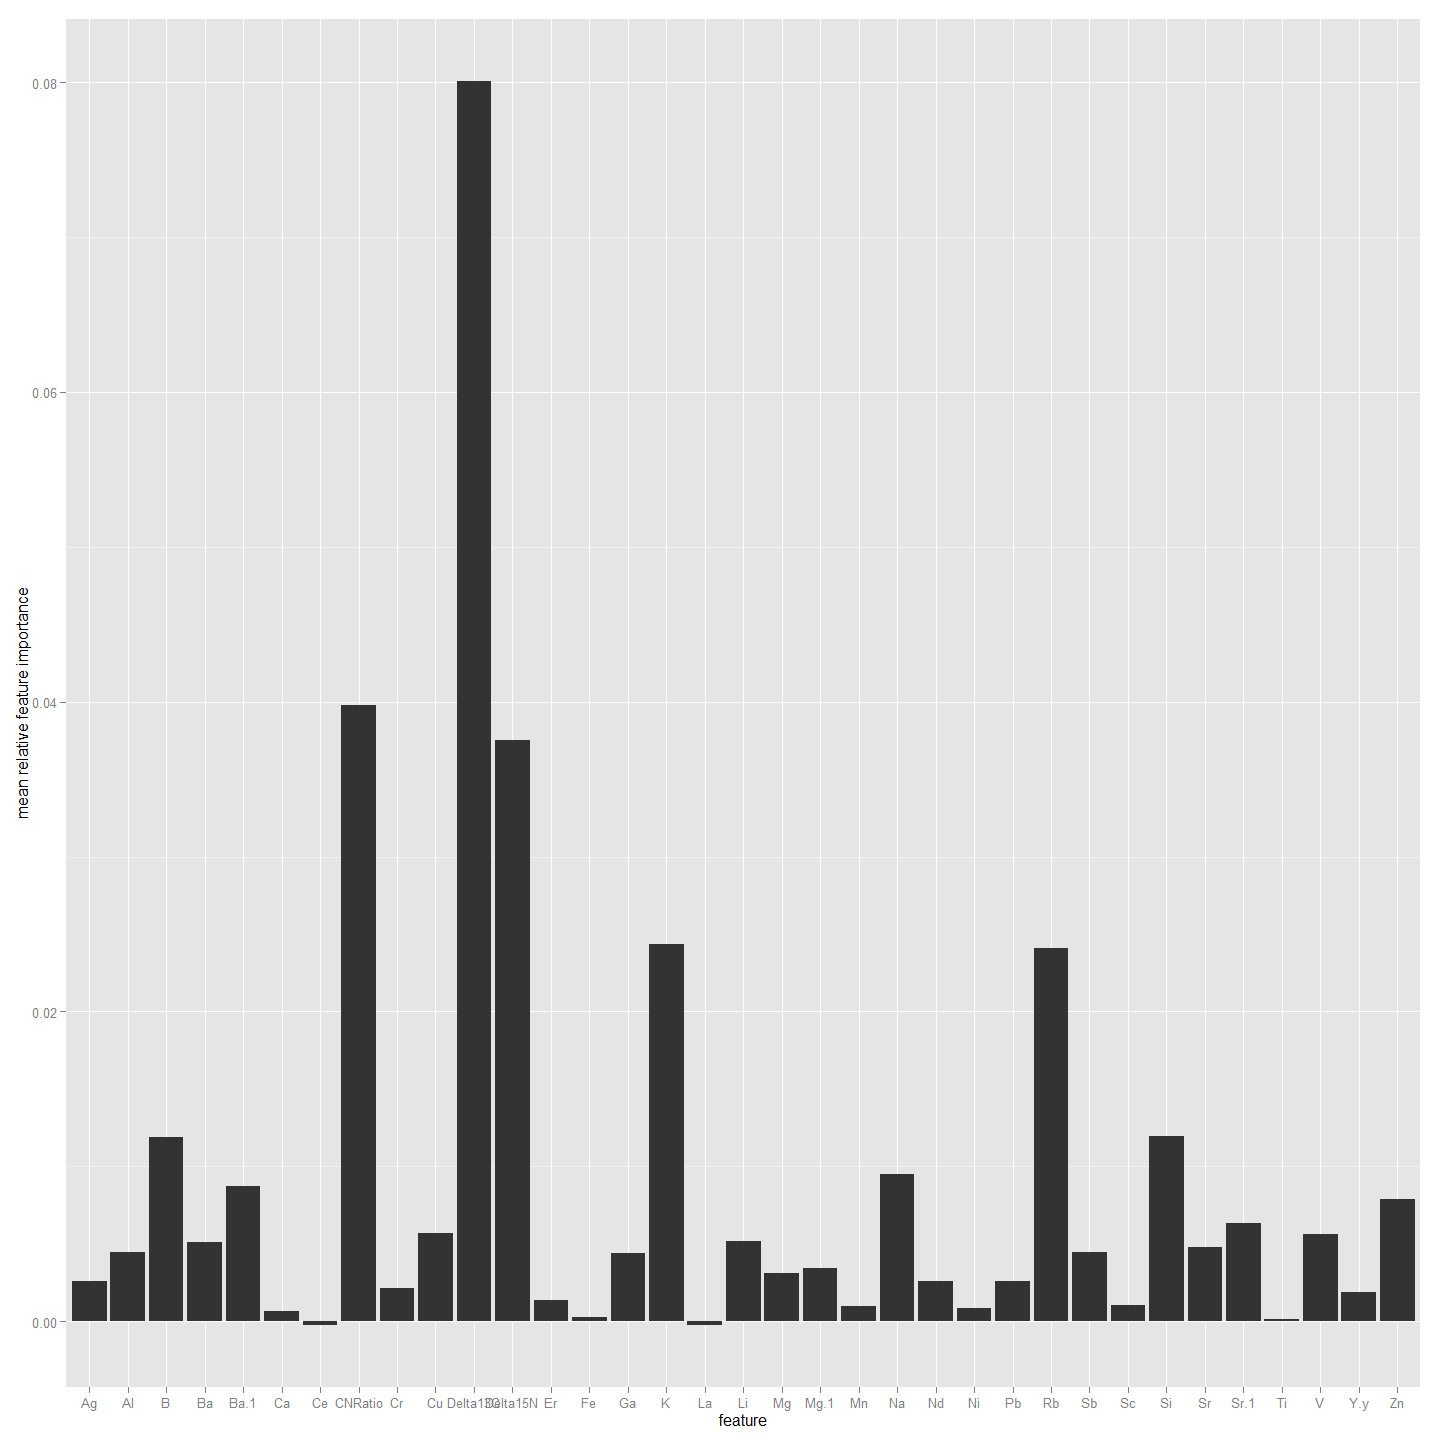 mean relative feature importance
0.08
0.06
0.04
0.02
0.00
Ag Al B Ba Ba.1 Ca Ce CNRatio Cr Cu Delta13C Delta15N Er Fe Ga K La Li Mg Mg.1 Mn Na Nd Ni Pb Rb Sb Sc Si Sr Sr.1 Ti V Y.y Zn
feature